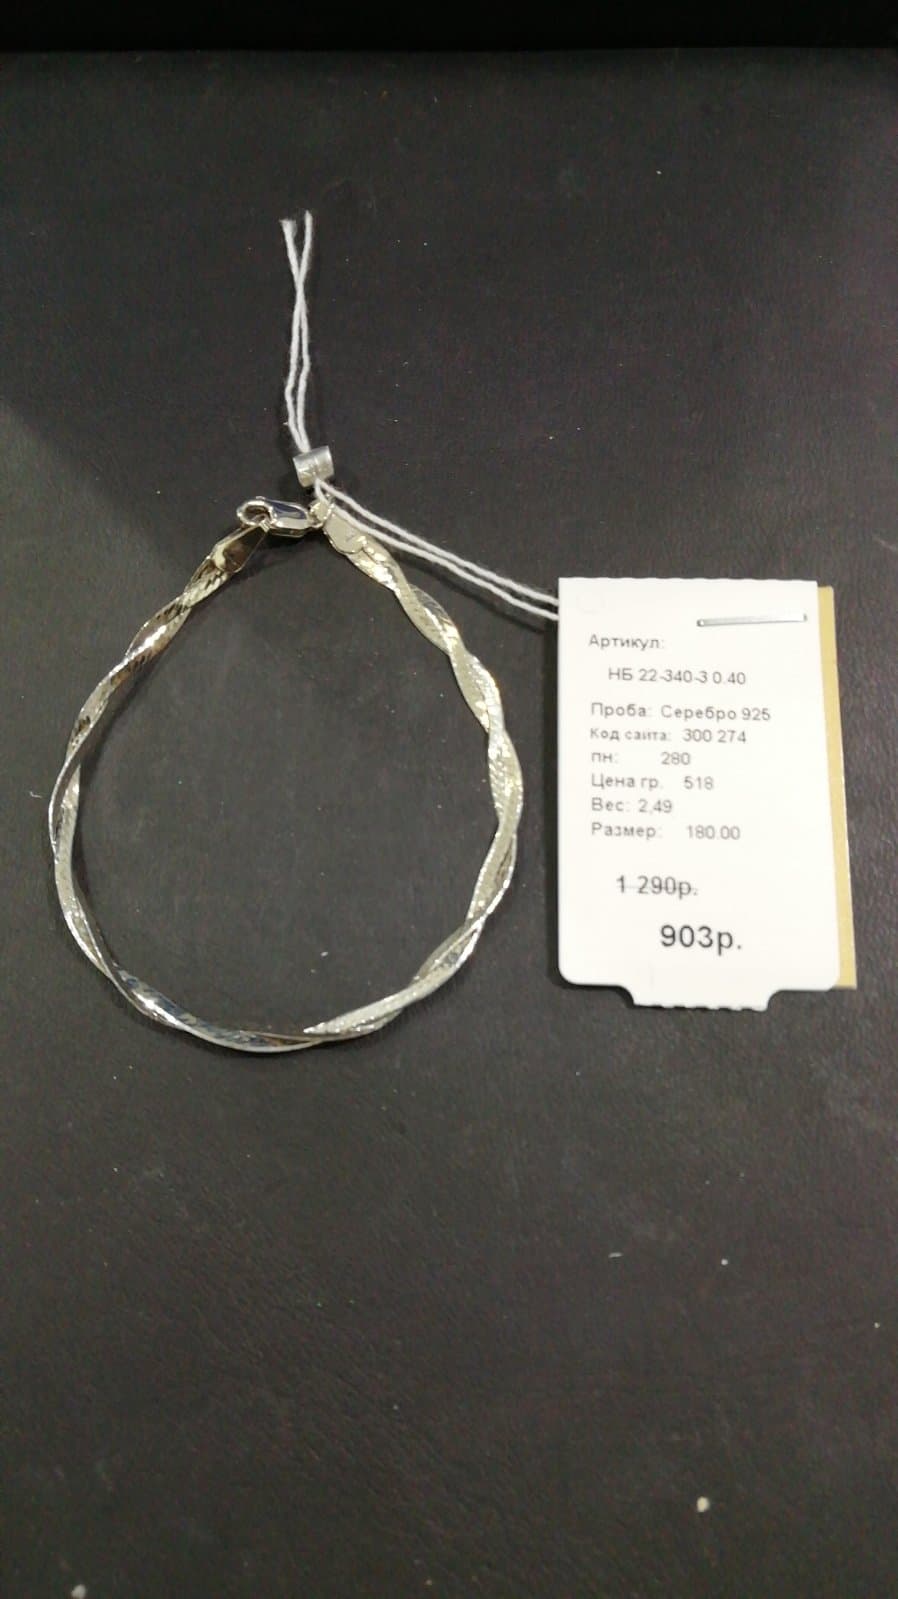 Артикул:
НБ 22-340-3 0.40
Проба: Серебро 925
Код сайта: 300 274
пн: 280
Цена гр. 518
Вес: 2,49
Размер: 180.00
1 290р.
903р.